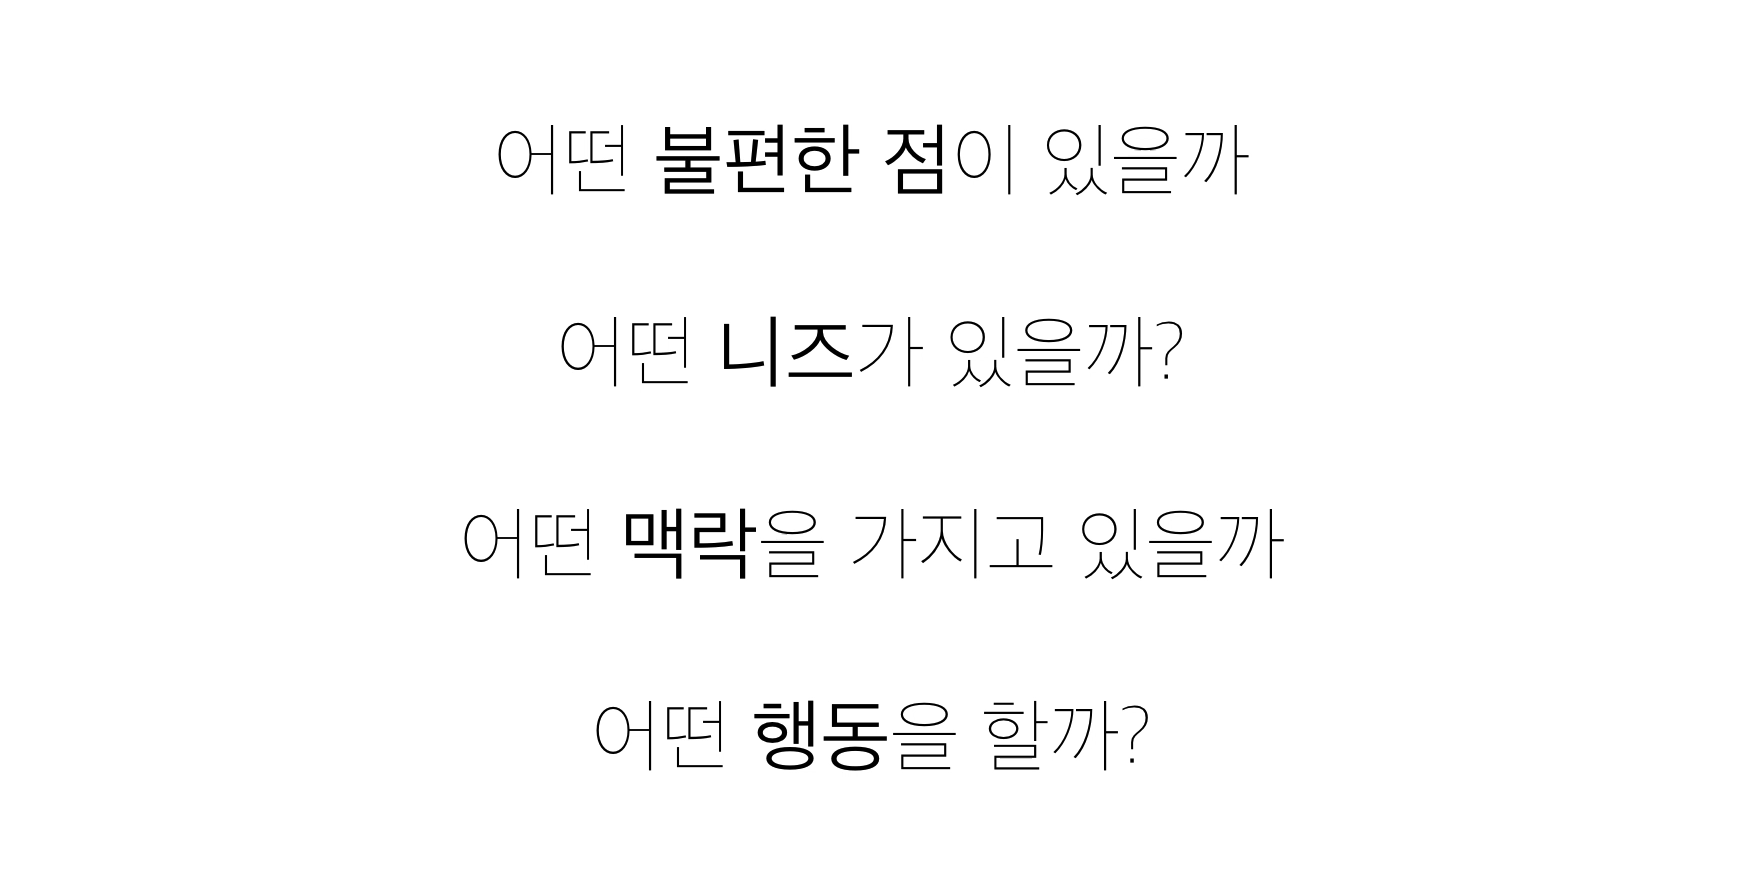 어떤 불편한 점이 있을까
어떤 니즈가 있을까?
어떤 맥락을 가지고 있을까
어떤 행동을 할까?